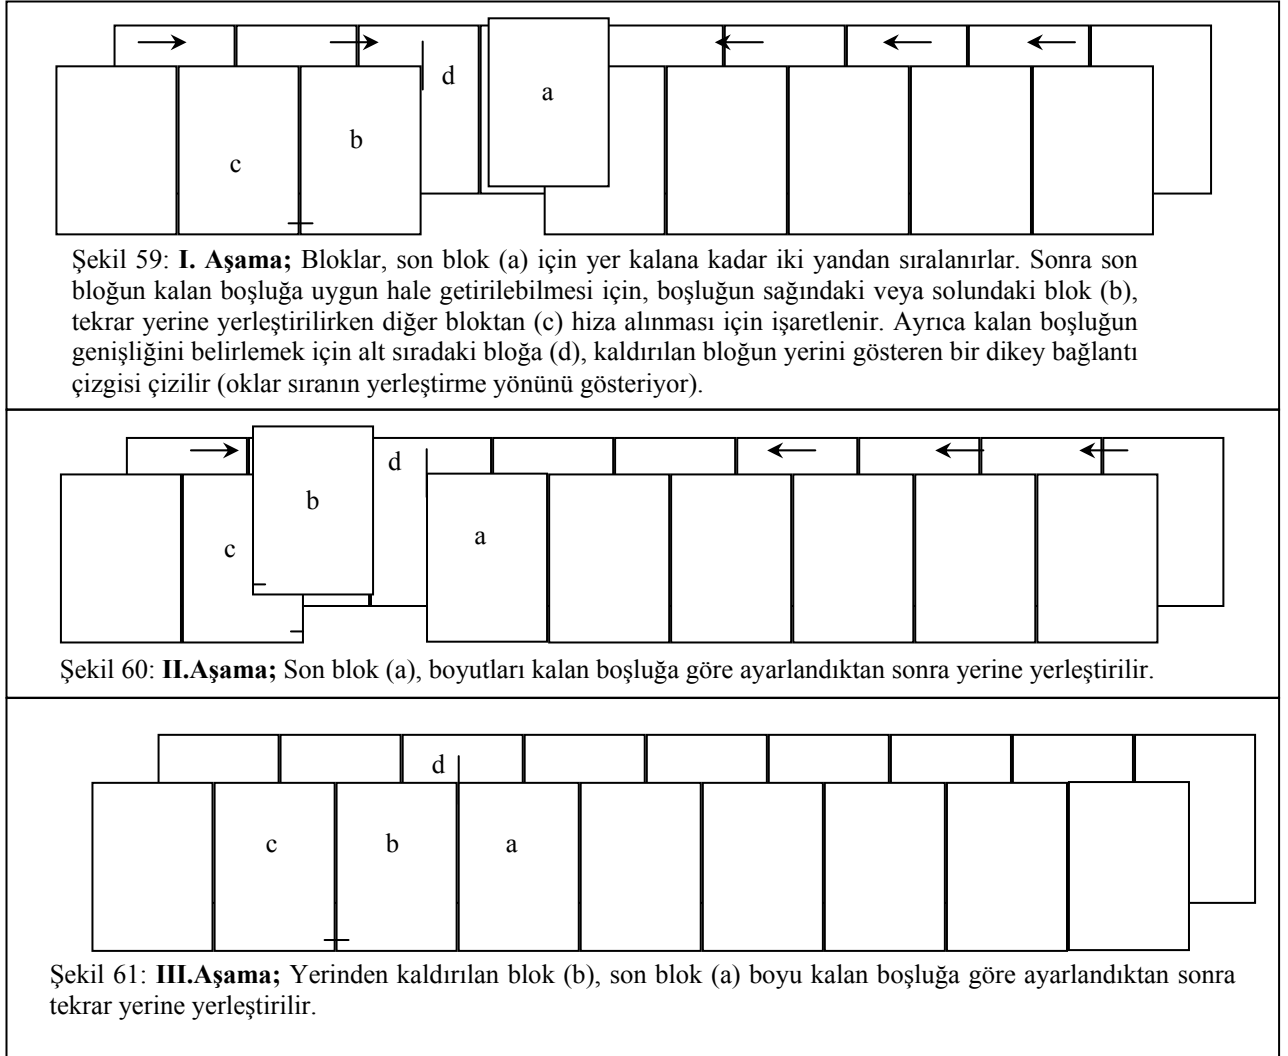 d
a
b
c
Şekil 59: I. Aşama; Bloklar, son blok (a) için yer kalana kadar iki yandan sıralanırlar. Sonra son
bloğun kalan boşluğa uygun hale getirilebilmesi için, boşluğun sağındaki veya solundaki blok (b),
tekrar yerine yerleştirilirken diğer bloktan (c) hiza alınması için işaretlenir. Ayrıca kalan boşluğun
genişliğini belirlemek için alt sıradaki bloğa (d), kaldırılan bloğun yerini gösteren bir dikey bağlantı
çizgisi çizilir (oklar sıranın yerleştirme yönünü gösteriyor).
d
b
a
c
Şekil 60: II.Aşama; Son blok (a), boyutları kalan boşluğa göre ayarlandıktan sonra yerine yerleştirilir.
d
c b a
Şekil 61: III.Aşama; Yerinden kaldırılan blok (b), son blok (a) boyu kalan boşluğa göre ayarlandıktan sonra
tekrar yerine yerleştirilir.